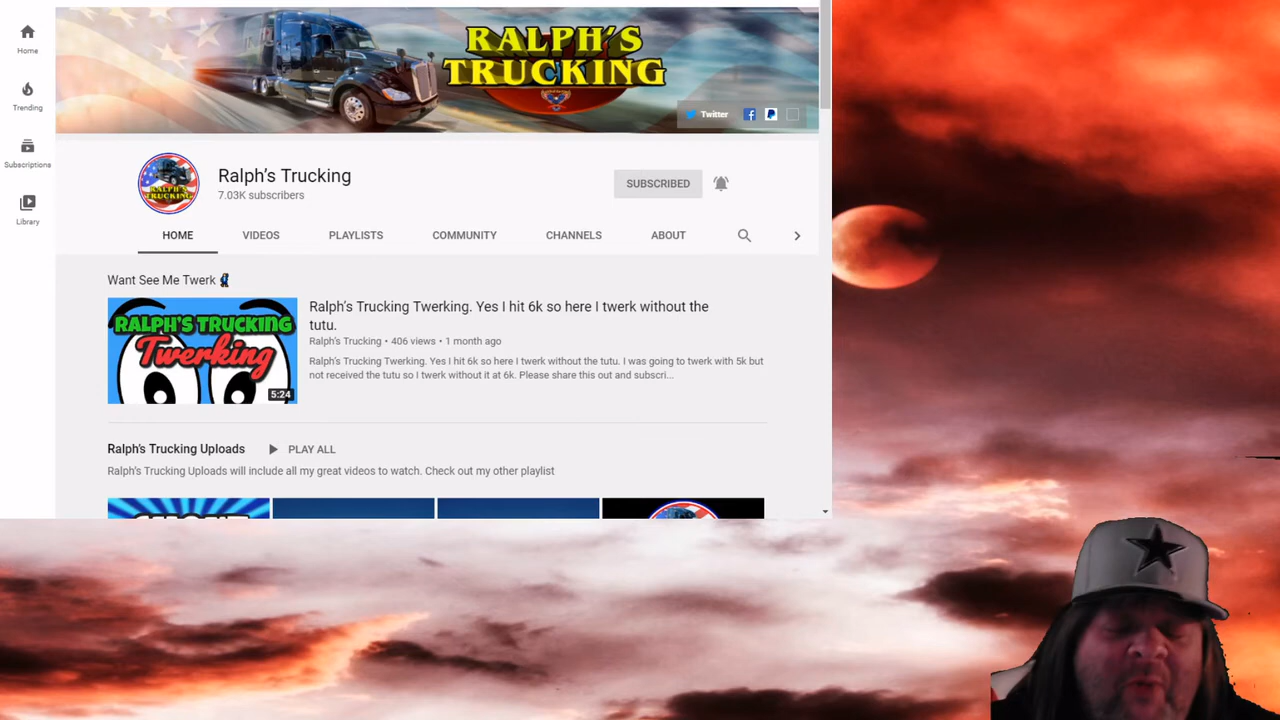 RALPH'S
TRUCKING
Twitter
Home
Trending
Subscriptions
Library
RALPH'S
TRUCKING
Ralph's Trucking
7.03K subscribers
SUBSCRIBED
HOME VIDEOS PLAYLISTS COMMUNITY CHANNELS ABOUT
Want See Me Twerk
RALPH'S TRUCKING
Twerking
5:24
Ralph's Trucking Twerking. Yes I hit 6k so here I twerk without the
tutu.
Ralph's Trucking • 406 views • 1 month ago
Ralph's Trucking Twerking. Yes I hit 6k so here I twerk without the tutu. I was going to twerk with 5k but
not received the tutu so I twerk without it at 6k. Please share this out and subscri...
Ralph's Trucking Uploads PLAY ALL
Ralph's Trucking Uploads will include all my great videos to watch. Check out my other playlist